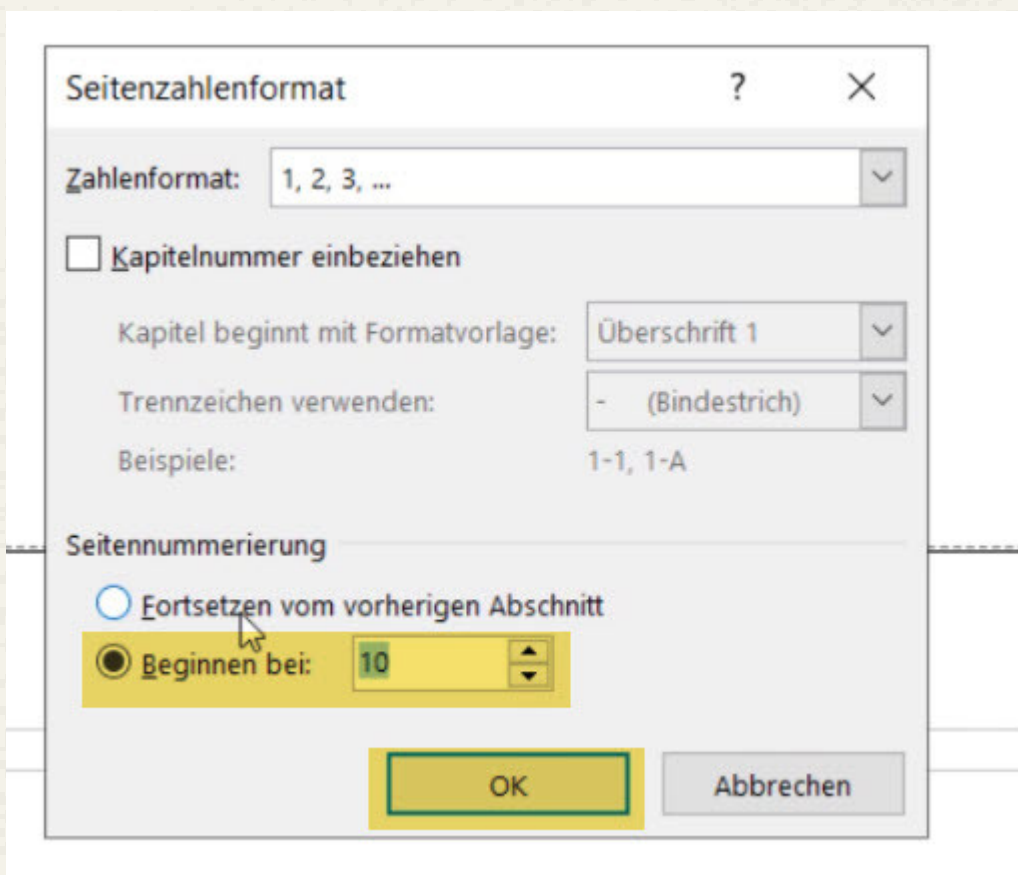 Seitenzahlenformat ?
Zahlenformat: 1, 2, 3, ...
Kapitelnummer einbeziehen
Kapitel beginnt mit Formatvorlage: Überschrift 1
Trennzeichen verwenden: - (Bindestrich)
Beispiele: 1-1, 1-A
Seitennummerierung
Fortsetzen vom vorherigen Abschnitt
Beginnen bei: 10
OK Abbrechen